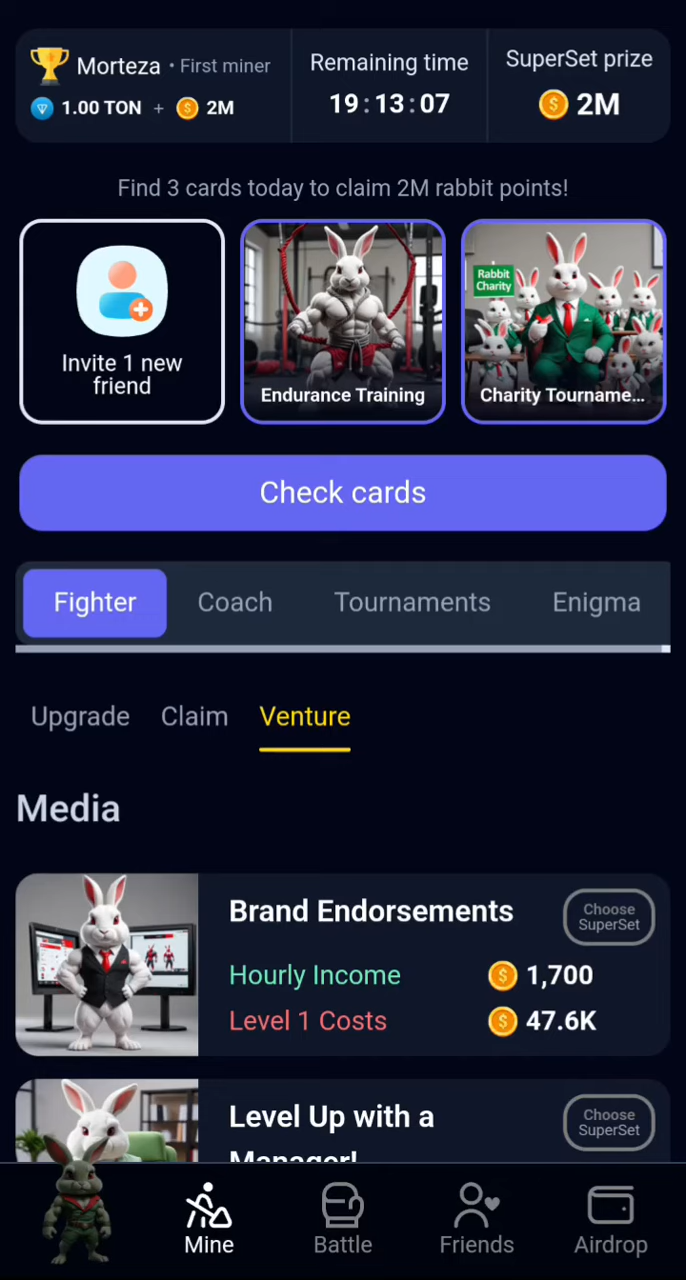 Morteza • First miner
1.00 TON + 2M
Remaining time
19:13:07
SuperSet prize
2M
Find 3 cards today to claim 2M rabbit points!
Invite 1 new
friend
Endurance Training
Rabbit
Charity
Charity Tourname...
Check cards
Fighter Coach Tournaments Enigma
Upgrade Claim Venture
Media
Brand Endorsements
Choose
SuperSet
Hourly Income 1,700
Level 1 Costs 47.6K
Level Up with a
Manager!
Choose
SuperSet
Mine Battle Friends Airdrop